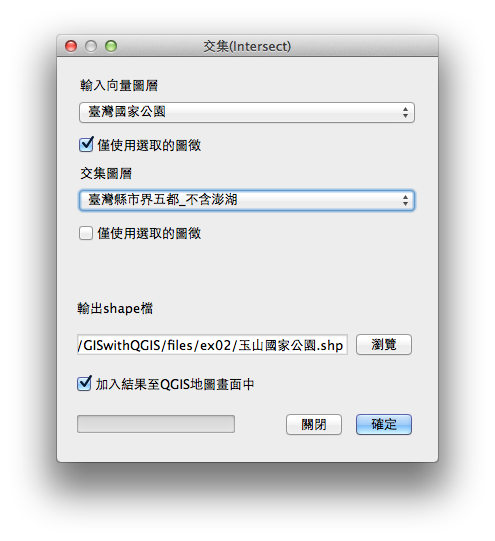 交集(Intersect)
輸入向量圖層
臺灣國家公園
僅使用選取的圖徵
交集圖層
臺灣縣市界五都_不含澎湖
僅使用選取的圖徵
輸出shape檔
/GISwithQGIS/files/ex02/玉山國家公園.shp
瀏覽
加入結果至QGIS地圖畫面中
關閉
確定